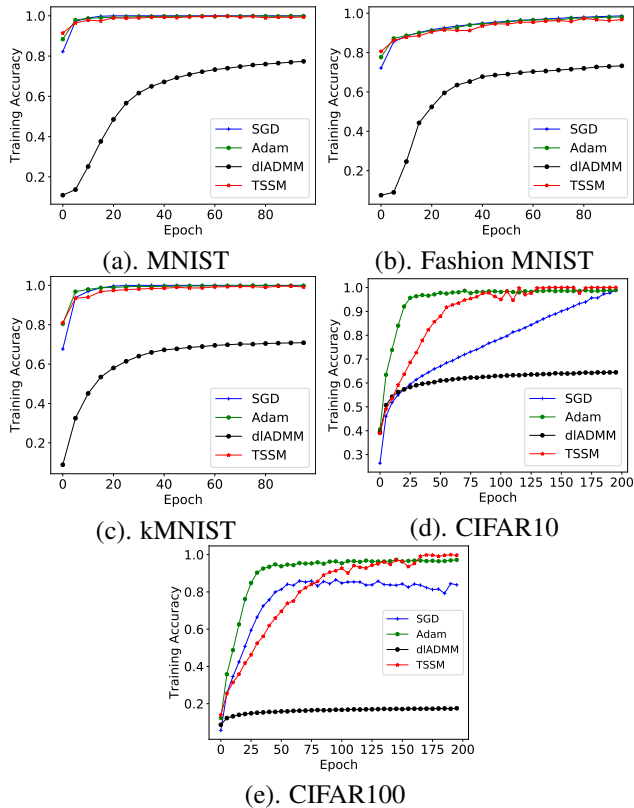 1.0
0.8
0.6
0.4
0.2
Training Accuracy
SGD
Adam
dlADMM
TSSM
0 20 40 60 80
Epoch
(a). MNIST
1.0
0.8
0.6
0.4
0.2
Training Accuracy
SGD
Adam
dlADMM
TSSM
0 20 40 60 80
Epoch
(b). Fashion MNIST
1.0
0.8
0.6
0.4
0.2
Training Accuracy
SGD
Adam
dlADMM
TSSM
0 20 40 60 80
Epoch
(c). kMNIST
1.0
0.9
0.8
0.7
0.6
0.5
0.4
0.3
Training Accuracy
SGD
Adam
dlADMM
TSSM
0 25 50 75 100 125 150 175 200
Epoch
(d). CIFAR10
1.0
0.8
0.6
0.4
0.2
Training Accuracy
SGD
Adam
dlADMM
TSSM
0 25 50 75 100 125 150 175 200
Epoch
(e). CIFAR100